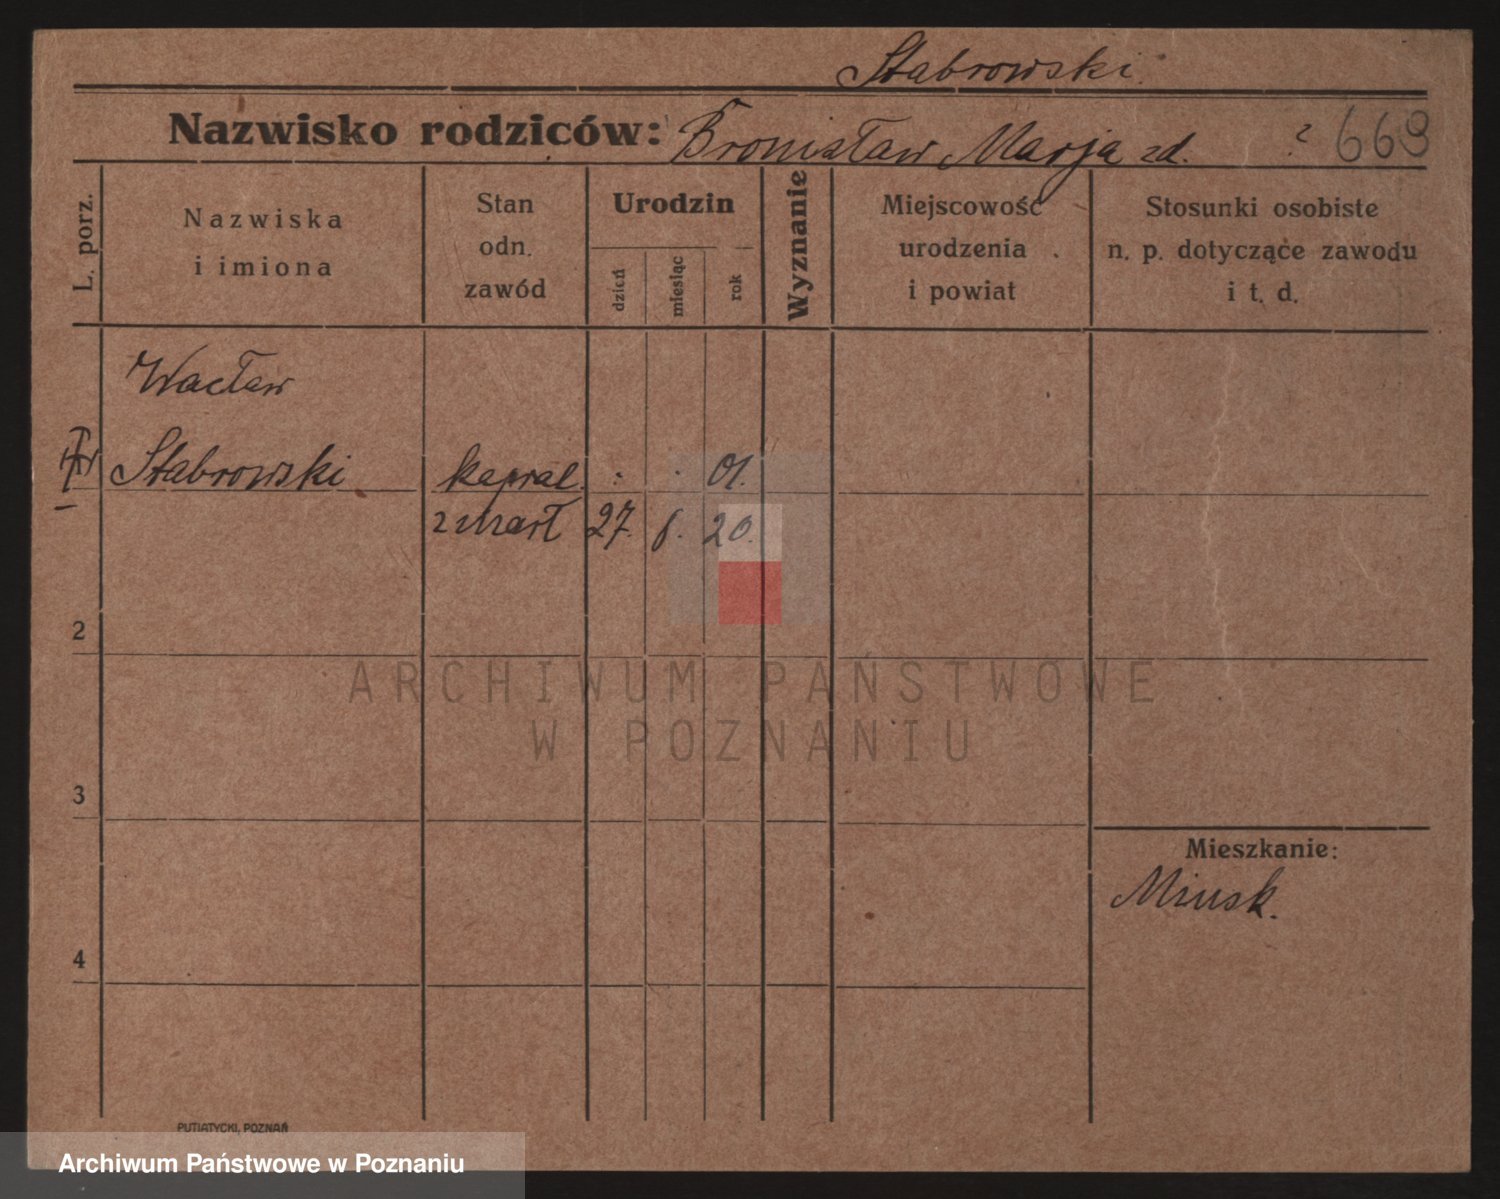 Stabrowski.
Nazwisko rodziców: Bronisław Marja zd. ? 669
L. porz.
Nazwiska
i imiona
Stan
odn.
zawód
Urodzin
dzień
miesiąc
rok
Wyznanie
Miejscowość
urodzenia
i powiat
Stosunki osobiste
n. p. dotyczące zawodu
i t. d.
Wacław
Stabrowski kapral . . 01.
zmarł 27. 8. 20.
2
ARCHIWUM PAŃSTWOWE
W POZNANIU
3
Mieszkanie:
Minsk.
4
PUTIATYCKI, POZNAŃ
Archiwum Państwowe w Poznaniu